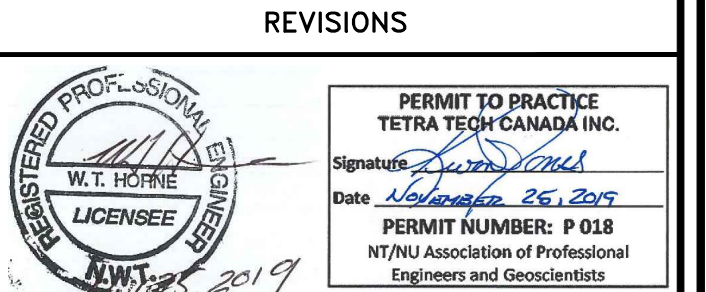 REVISIONS
REGISTERED PROFESSIONAL ENGINEER
W.T. HORNE
LICENSEE
N.W.T.
25 2019
PERMIT TO PRACTICE
TETRA TECH CANADA INC.
Signature
Date NOVEMBER 25, 2019
PERMIT NUMBER: P 018
NT/NU Association of Professional
Engineers and Geoscientists